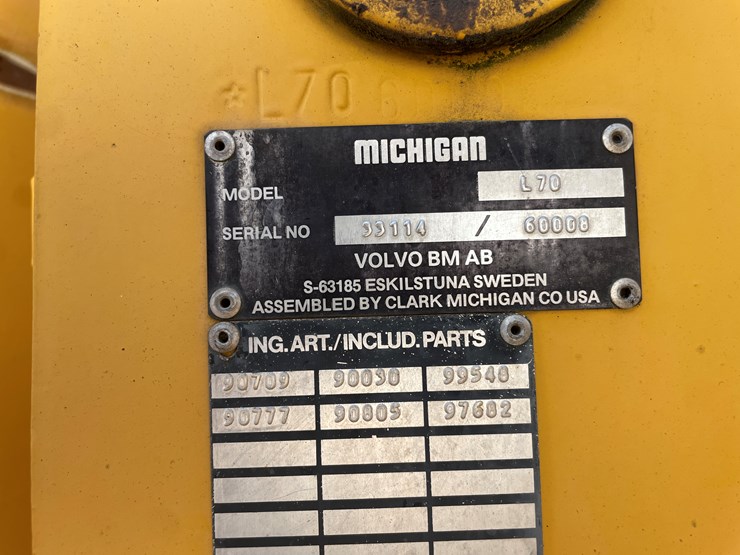 *L70
MICHIGAN
MODEL L70
SERIAL NO 33114 / 60008
VOLVO BM AB
S-63185 ESKILSTUNA SWEDEN
ASSEMBLED BY CLARK MICHIGAN CO USA
ING. ART./INCLUD. PARTS
90709 90030 99540
90777 90805 97682